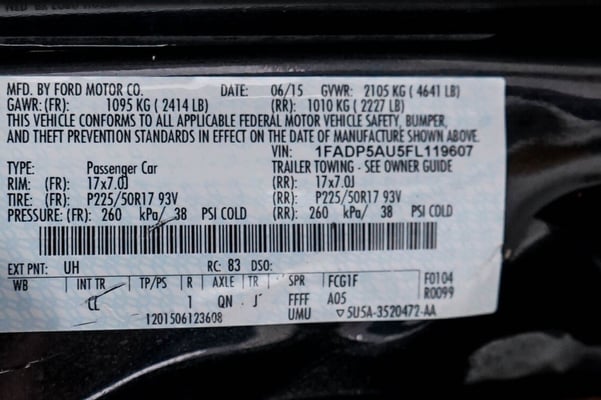 MFD. BY FORD MOTOR CO. DATE: 06/15 GVWR: 2105 KG ( 4641 LB)
GAWR: (FR): 1095 KG ( 2414 LB) (RR): 1010 KG ( 2227 LB)
THIS VEHICLE CONFORMS TO ALL APPLICABLE FEDERAL MOTOR VEHICLE SAFETY, BUMPER,
AND THEFT PREVENTION STANDARDS IN EFFECT ON THE DATE OF MANUFACTURE SHOWN ABOVE.
VIN: 1FADP5AU5FL119607
TYPE: Passenger Car TRAILER TOWING - SEE OWNER GUIDE
RIM: (FR): 17x7.0J (RR): 17x7.0J
TIRE: (FR): P225/50R17 93V (RR): P225/50R17 93V
PRESSURE: (FR): 260 kPa/ 38 PSI COLD (RR): 260 kPa/ 38 PSI COLD
EXT PNT: UH RC: 83 DSO:
WB INT TR TP/PS R AXLE TR SPR FCG1F F0104
CL 1 QN J FFFF A05 R0099
1201506123608 UMU ▽5U5A-3520472-AA